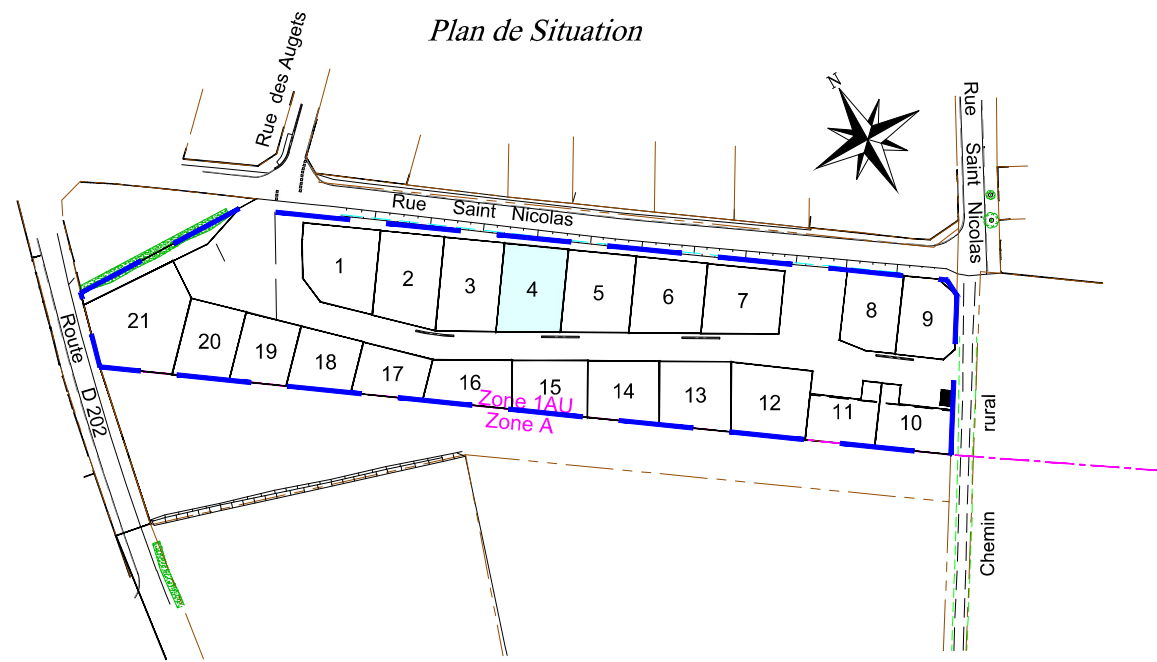 Plan de Situation
Rue des Augets
N
Rue Saint Nicolas
Rue Saint Nicolas
1
2
3
4
5
6
7
8
9
21
20
19
18
17
16
15
14
13
12
11
10
Zone 1AU
Zone A
Route D 202
Chemin rural